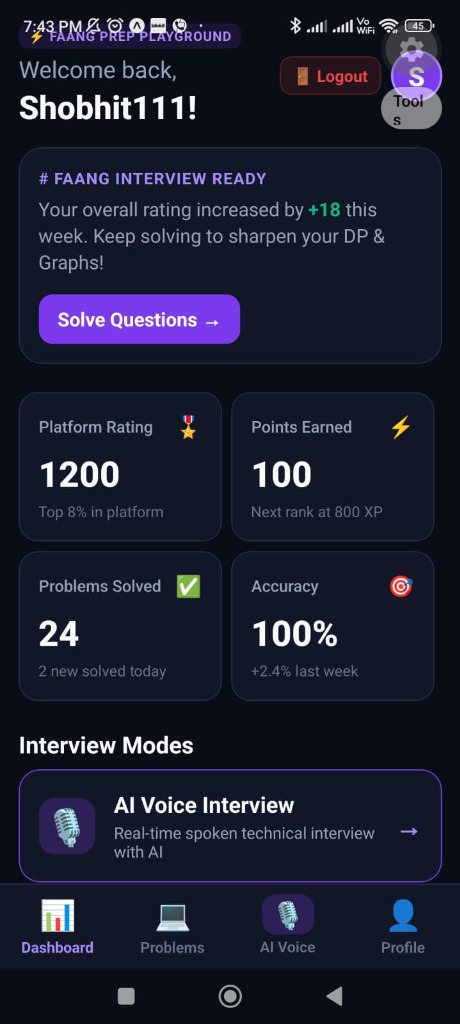 7:43 PM
Vo WiFi
45
⚡ FAANG PREP PLAYGROUND
Welcome back,
Shobhit111!
Logout
S
Tool
s
# FAANG INTERVIEW READY
Your overall rating increased by +18 this
week. Keep solving to sharpen your DP &
Graphs!
Solve Questions →
Platform Rating
1200
Top 8% in platform
Points Earned
100
Next rank at 800 XP
Problems Solved
24
2 new solved today
Accuracy
100%
+2.4% last week
Interview Modes
AI Voice Interview
Real-time spoken technical interview
with AI
→
Dashboard
Problems
AI Voice
Profile